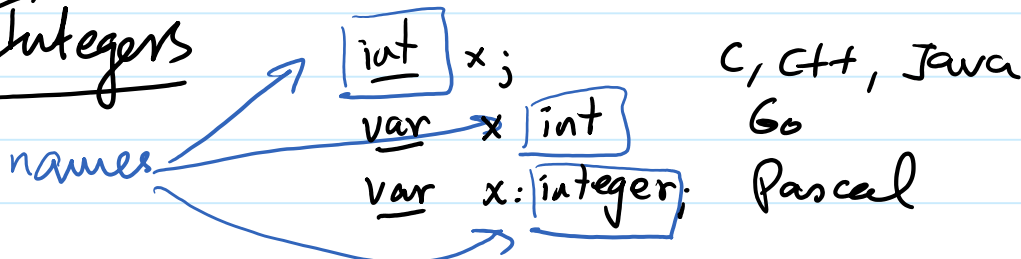 Integers
int x; C, C++, Java
var x int Go
names
var x: integer; Pascal